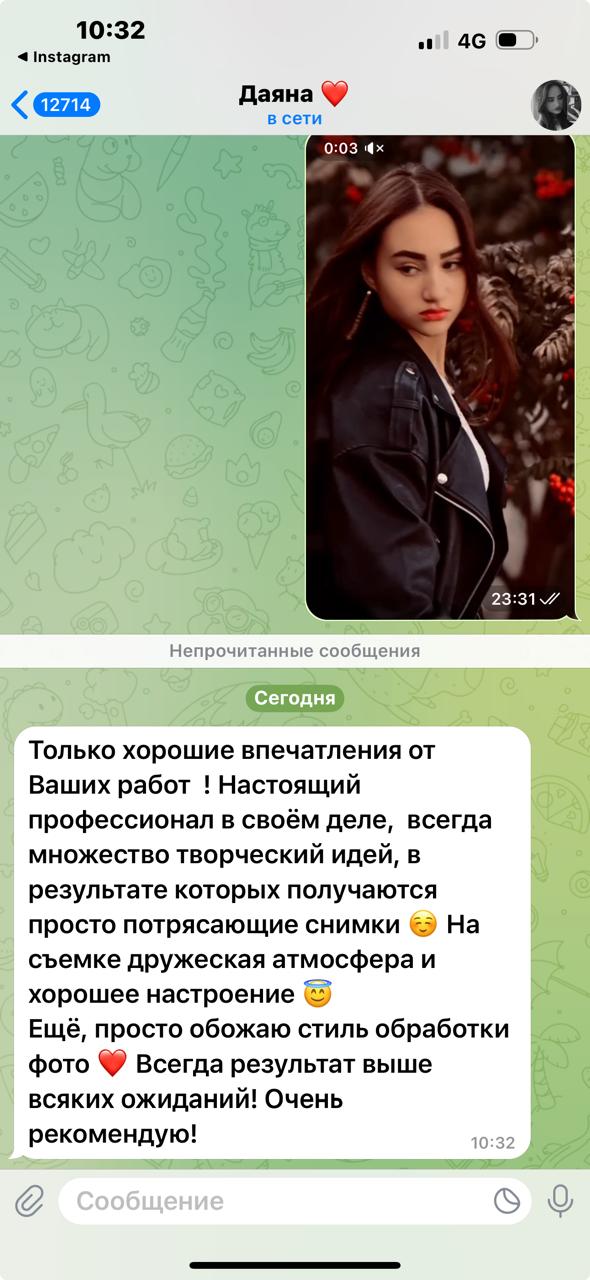 10:32
4G
◀ Instagram
12714
Даяна ❤️
в сети
0:03
23:31
Непрочитанные сообщения
Сегодня
Только хорошие впечатления от
Ваших работ ! Настоящий
профессионал в своём деле, всегда
множество творческий идей, в
результате которых получаются
просто потрясающие снимки ☺️ На
съемке дружеская атмосфера и
хорошее настроение 😇
Ещё, просто обожаю стиль обработки
фото ❤️ Всегда результат выше
всяких ожиданий! Очень
рекомендую!
10:32
Сообщение